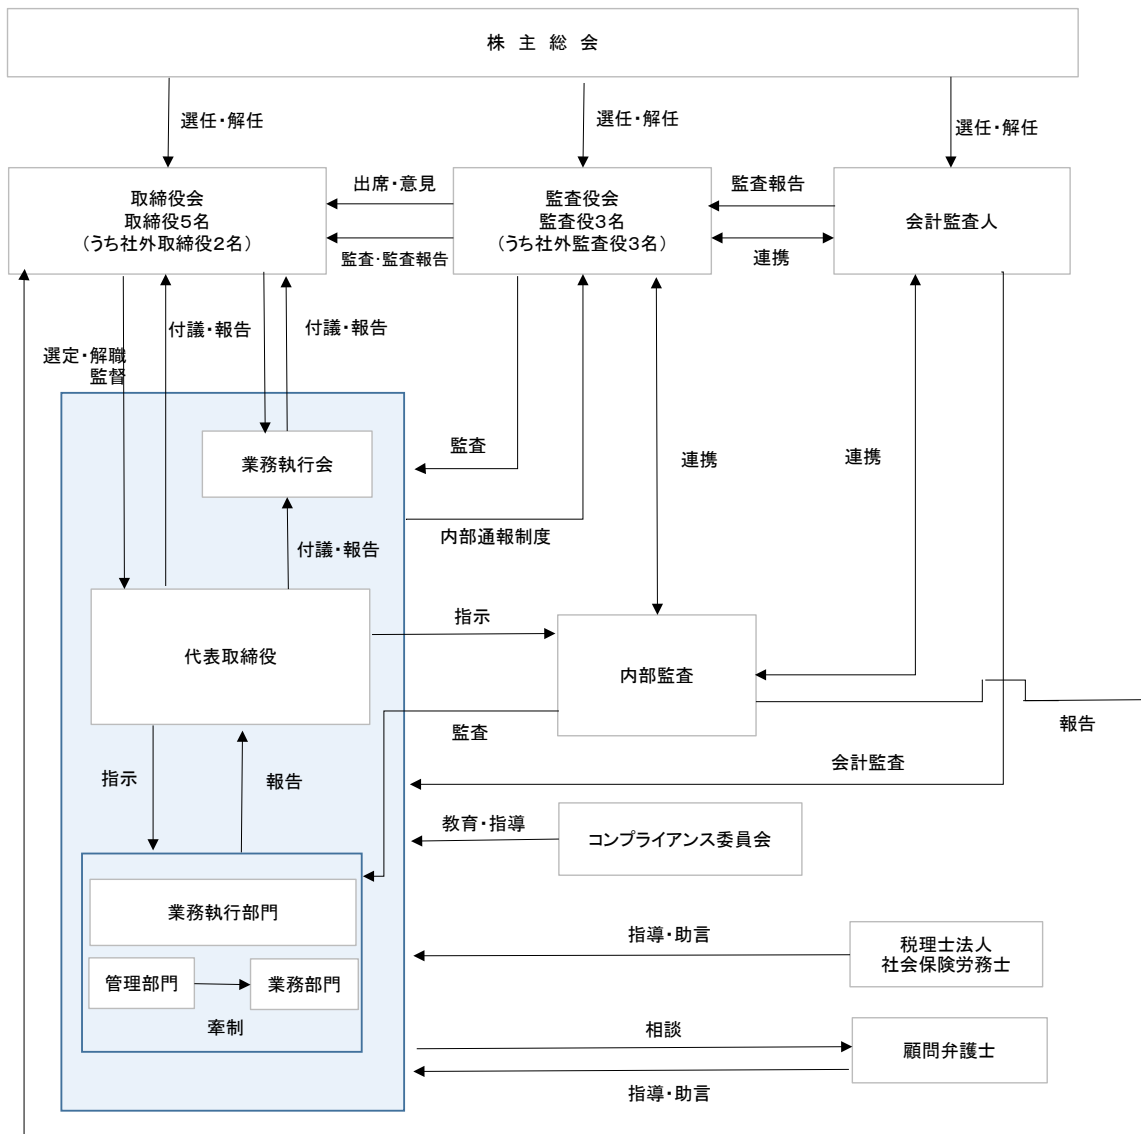 株 主 総 会
選任・解任
選任・解任
選任・解任
取締役会
取締役5名
（うち社外取締役2名）
出席・意見
監査・監査報告
監査役会
監査役3名
（うち社外監査役3名）
監査報告
連携
会計監査人
選定・解職
監督
付議・報告
付議・報告
業務執行会
監査
連携
連携
内部通報制度
付議・報告
代表取締役
指示
内部監査
監査
報告
指示
報告
会計監査
教育・指導
コンプライアンス委員会
業務執行部門
管理部門
業務部門
牽制
指導・助言
税理士法人
社会保険労務士
相談
顧問弁護士
指導・助言